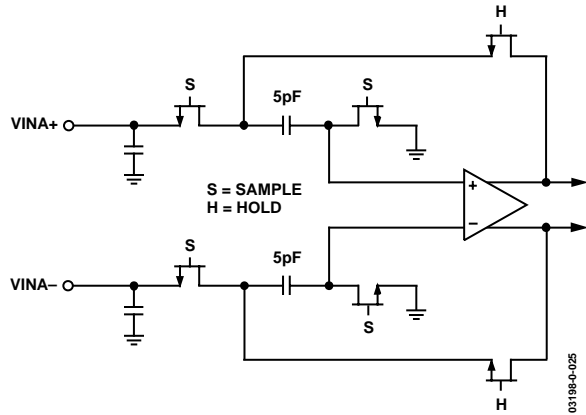 H
S
5pF
S
VINA+
S = SAMPLE
H = HOLD
+
–
S
5pF
VINA–
S
H
03198-0-025